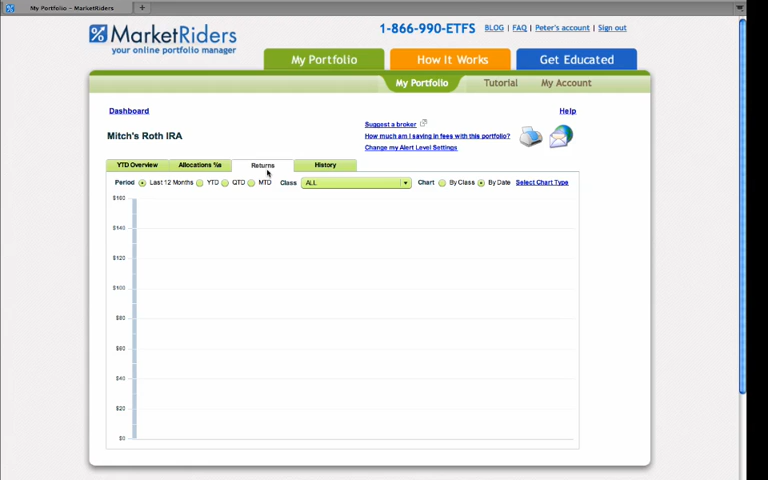 My Portfolio – MarketRiders
MarketRiders
your online portfolio manager
1-866-990-ETFS
BLOG | FAQ | Peter's account | Sign out
My Portfolio How it Works Get Educated
My Portfolio Tutorial My Account
Dashboard Help
Mitch's Roth IRA
Suggest a broker
How much am I saving in fees with this portfolio?
Change my Alert Level Settings
YTD Overview Allocations %s Returns History
Period Last 12 Months YTD QTD MTD Class ALL Chart By Class By Date Select Chart Type
$160
$140
$120
$100
$80
$60
$40
$20
$0